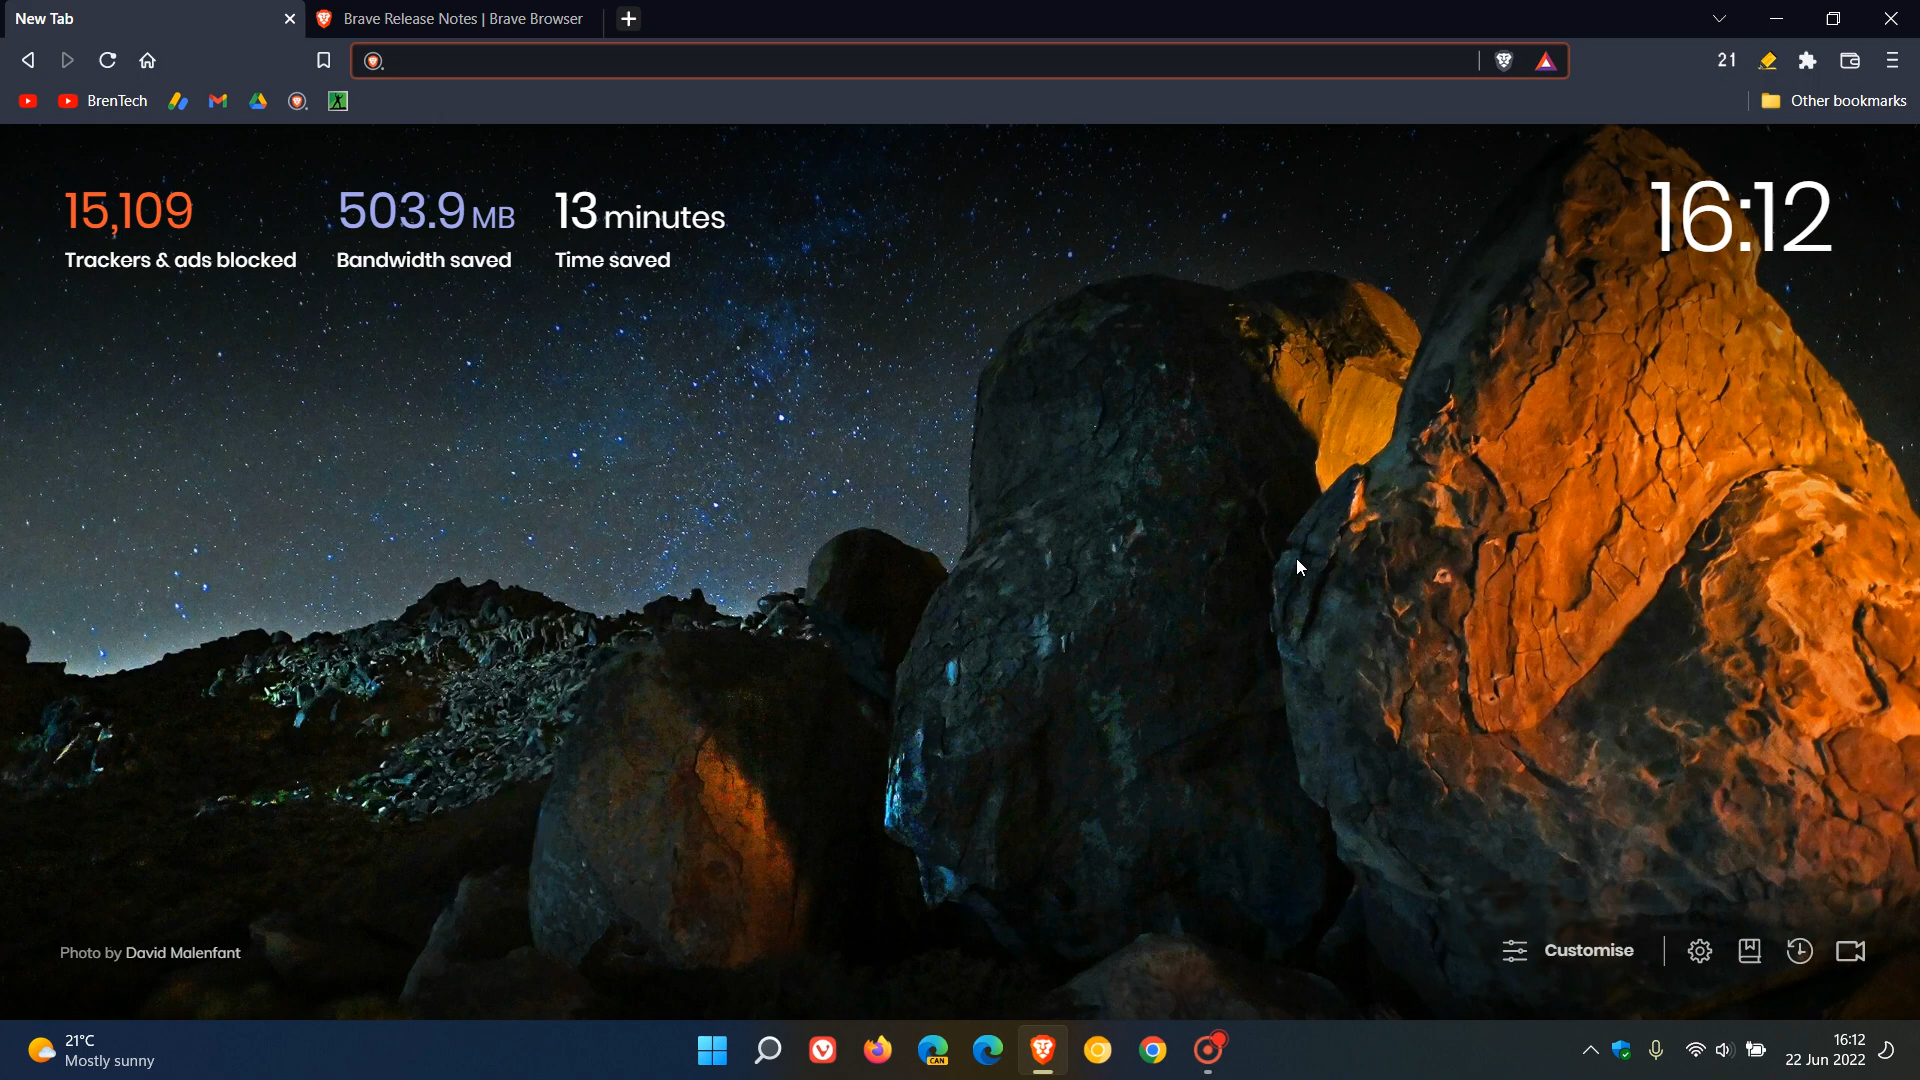 New Tab
Brave Release Notes | Brave Browser
21
BrenTech
Other bookmarks
15,109
Trackers & ads blocked
503.9 MB
Bandwidth saved
13 minutes
Time saved
16:12
Photo by David Malenfant
Customise
21°C
Mostly sunny
CAN
16:12
22 Jun 2022